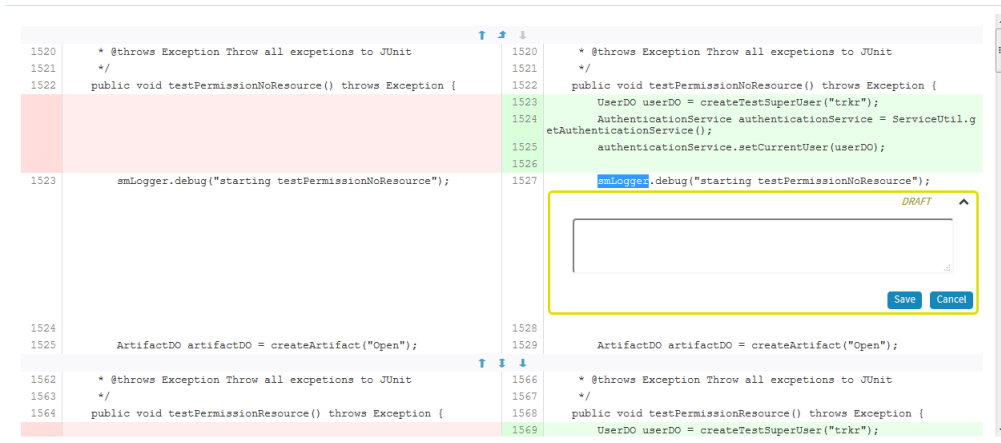 1520 * @throws Exception Throw all excpetions to JUnit 1520 * @throws Exception Throw all excpetions to JUnit
1521 */ 1521 */
1522 public void testPermissionNoResource() throws Exception { 1522 public void testPermissionNoResource() throws Exception {
1523 UserDO userDO = createTestSuperUser("trkr");
1524 AuthenticationService authenticationService = ServiceUtil.g
etAuthenticationService();
1525 authenticationService.setCurrentUser(userDO);
1526
1523 smLogger.debug("starting testPermissionNoResource"); 1527 smLogger.debug("starting testPermissionNoResource");
DRAFT
Save Cancel
1524 1528
1525 ArtifactDO artifactDO = createArtifact("Open"); 1529 ArtifactDO artifactDO = createArtifact("Open");
1562 * @throws Exception Throw all excpetions to JUnit 1566 * @throws Exception Throw all excpetions to JUnit
1563 */ 1567 */
1564 public void testPermissionResource() throws Exception { 1568 public void testPermissionResource() throws Exception {
1569 UserDO userDO = createTestSuperUser("trkr");